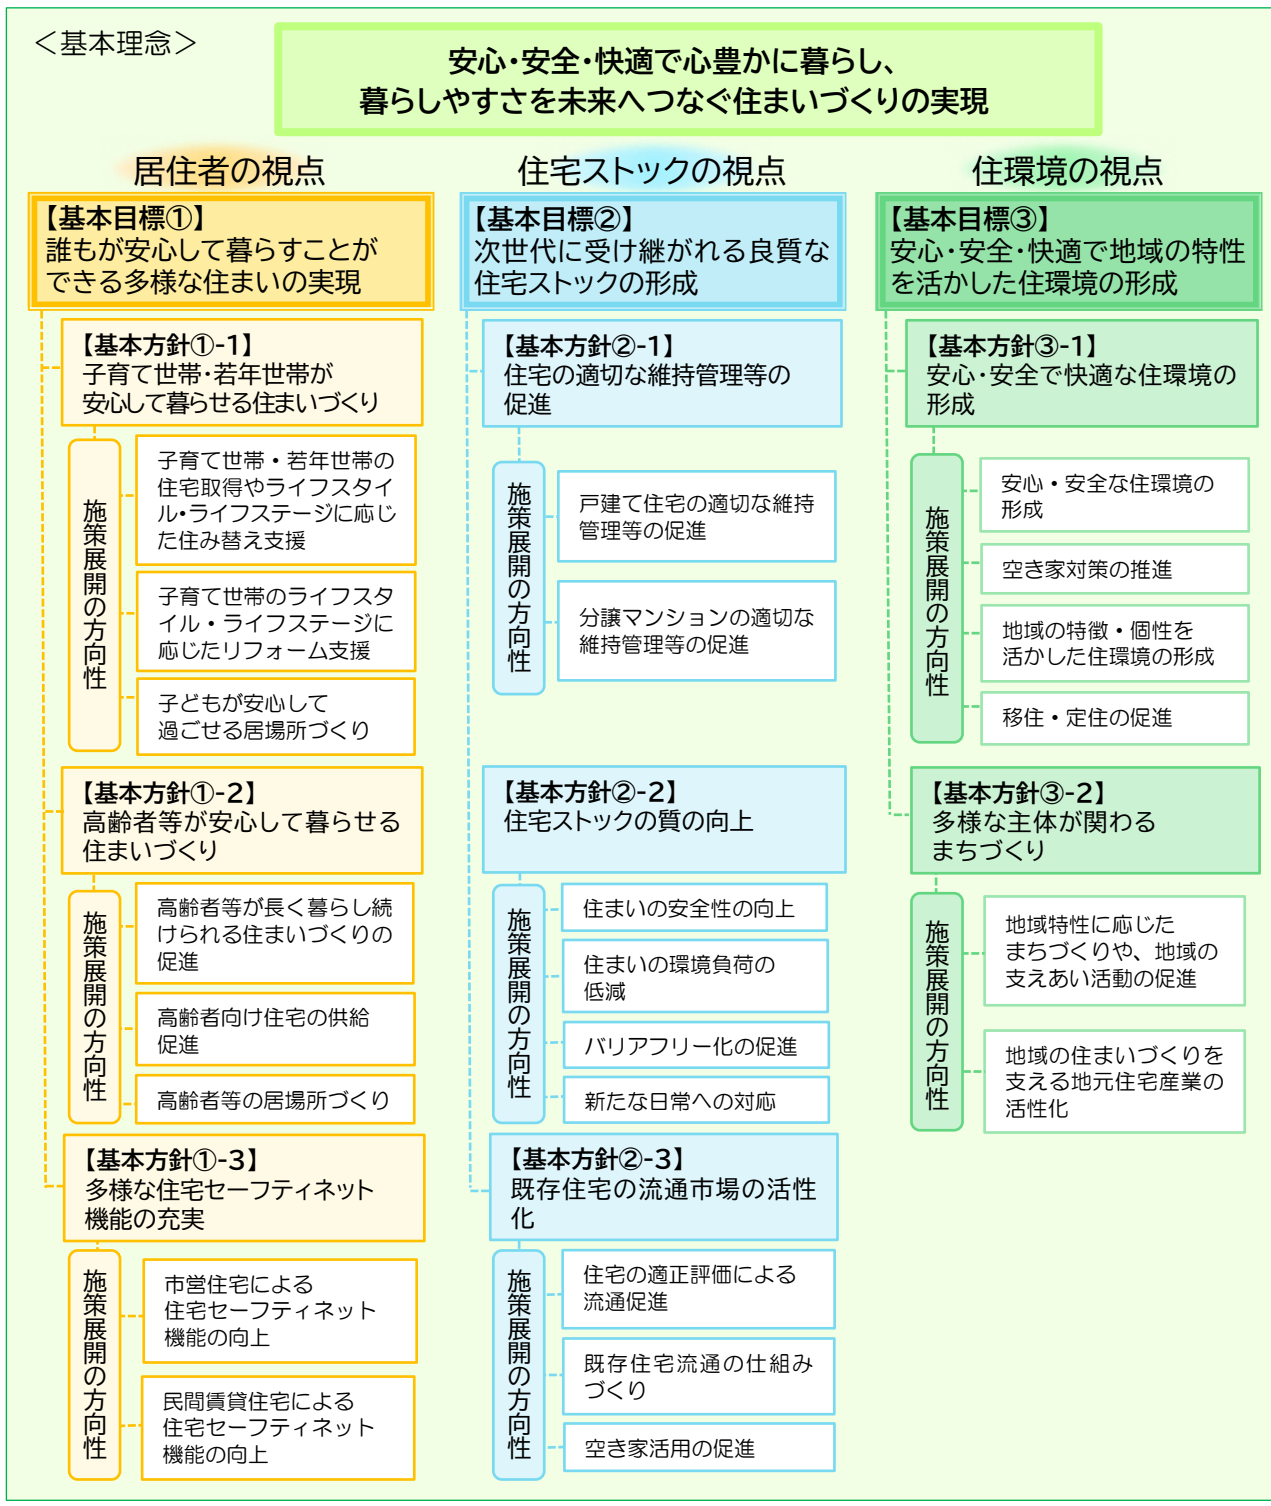 ＜基本理念＞
安心・安全・快適で心豊かに暮らし、
暮らしやすさを未来へつなぐ住まいづくりの実現
居住者の視点
【基本目標①】
誰もが安心して暮らすことが
できる多様な住まいの実現
【基本方針①-1】
子育て世帯・若年世帯が
安心して暮らせる住まいづくり
施策展開の方向性
子育て世帯・若年世帯の
住宅取得やライフスタイ
ル・ライフステージに応じ
た住み替え支援
子育て世帯のライフスタ
イル・ライフステージに
応じたリフォーム支援
子どもが安心して
過ごせる居場所づくり
【基本方針①-2】
高齢者等が安心して暮らせる
住まいづくり
施策展開の方向性
高齢者等が長く暮らし続
けられる住まいづくりの
促進
高齢者向け住宅の供給
促進
高齢者等の居場所づくり
【基本方針①-3】
多様な住宅セーフティネット
機能の充実
施策展開の方向性
市営住宅による
住宅セーフティネット
機能の向上
民間賃貸住宅による
住宅セーフティネット
機能の向上
住宅ストックの視点
【基本目標②】
次世代に受け継がれる良質な
住宅ストックの形成
【基本方針②-1】
住宅の適切な維持管理等の
促進
施策展開の方向性
戸建て住宅の適切な維持
管理等の促進
分譲マンションの適切な
維持管理等の促進
【基本方針②-2】
住宅ストックの質の向上
施策展開の方向性
住まいの安全性の向上
住まいの環境負荷の
低減
バリアフリー化の促進
新たな日常への対応
【基本方針②-3】
既存住宅の流通市場の活性
化
施策展開の方向性
住宅の適正評価による
流通促進
既存住宅流通の仕組み
づくり
空き家活用の促進
住環境の視点
【基本目標③】
安心・安全・快適で地域の特性
を活かした住環境の形成
【基本方針③-1】
安心・安全で快適な住環境の
形成
施策展開の方向性
安心・安全な住環境の
形成
空き家対策の推進
地域の特徴・個性を
活かした住環境の形成
移住・定住の促進
【基本方針③-2】
多様な主体が関わる
まちづくり
施策展開の方向性
地域特性に応じた
まちづくりや、地域の
支えあい活動の促進
地域の住まいづくりを
支える地元住宅産業の
活性化